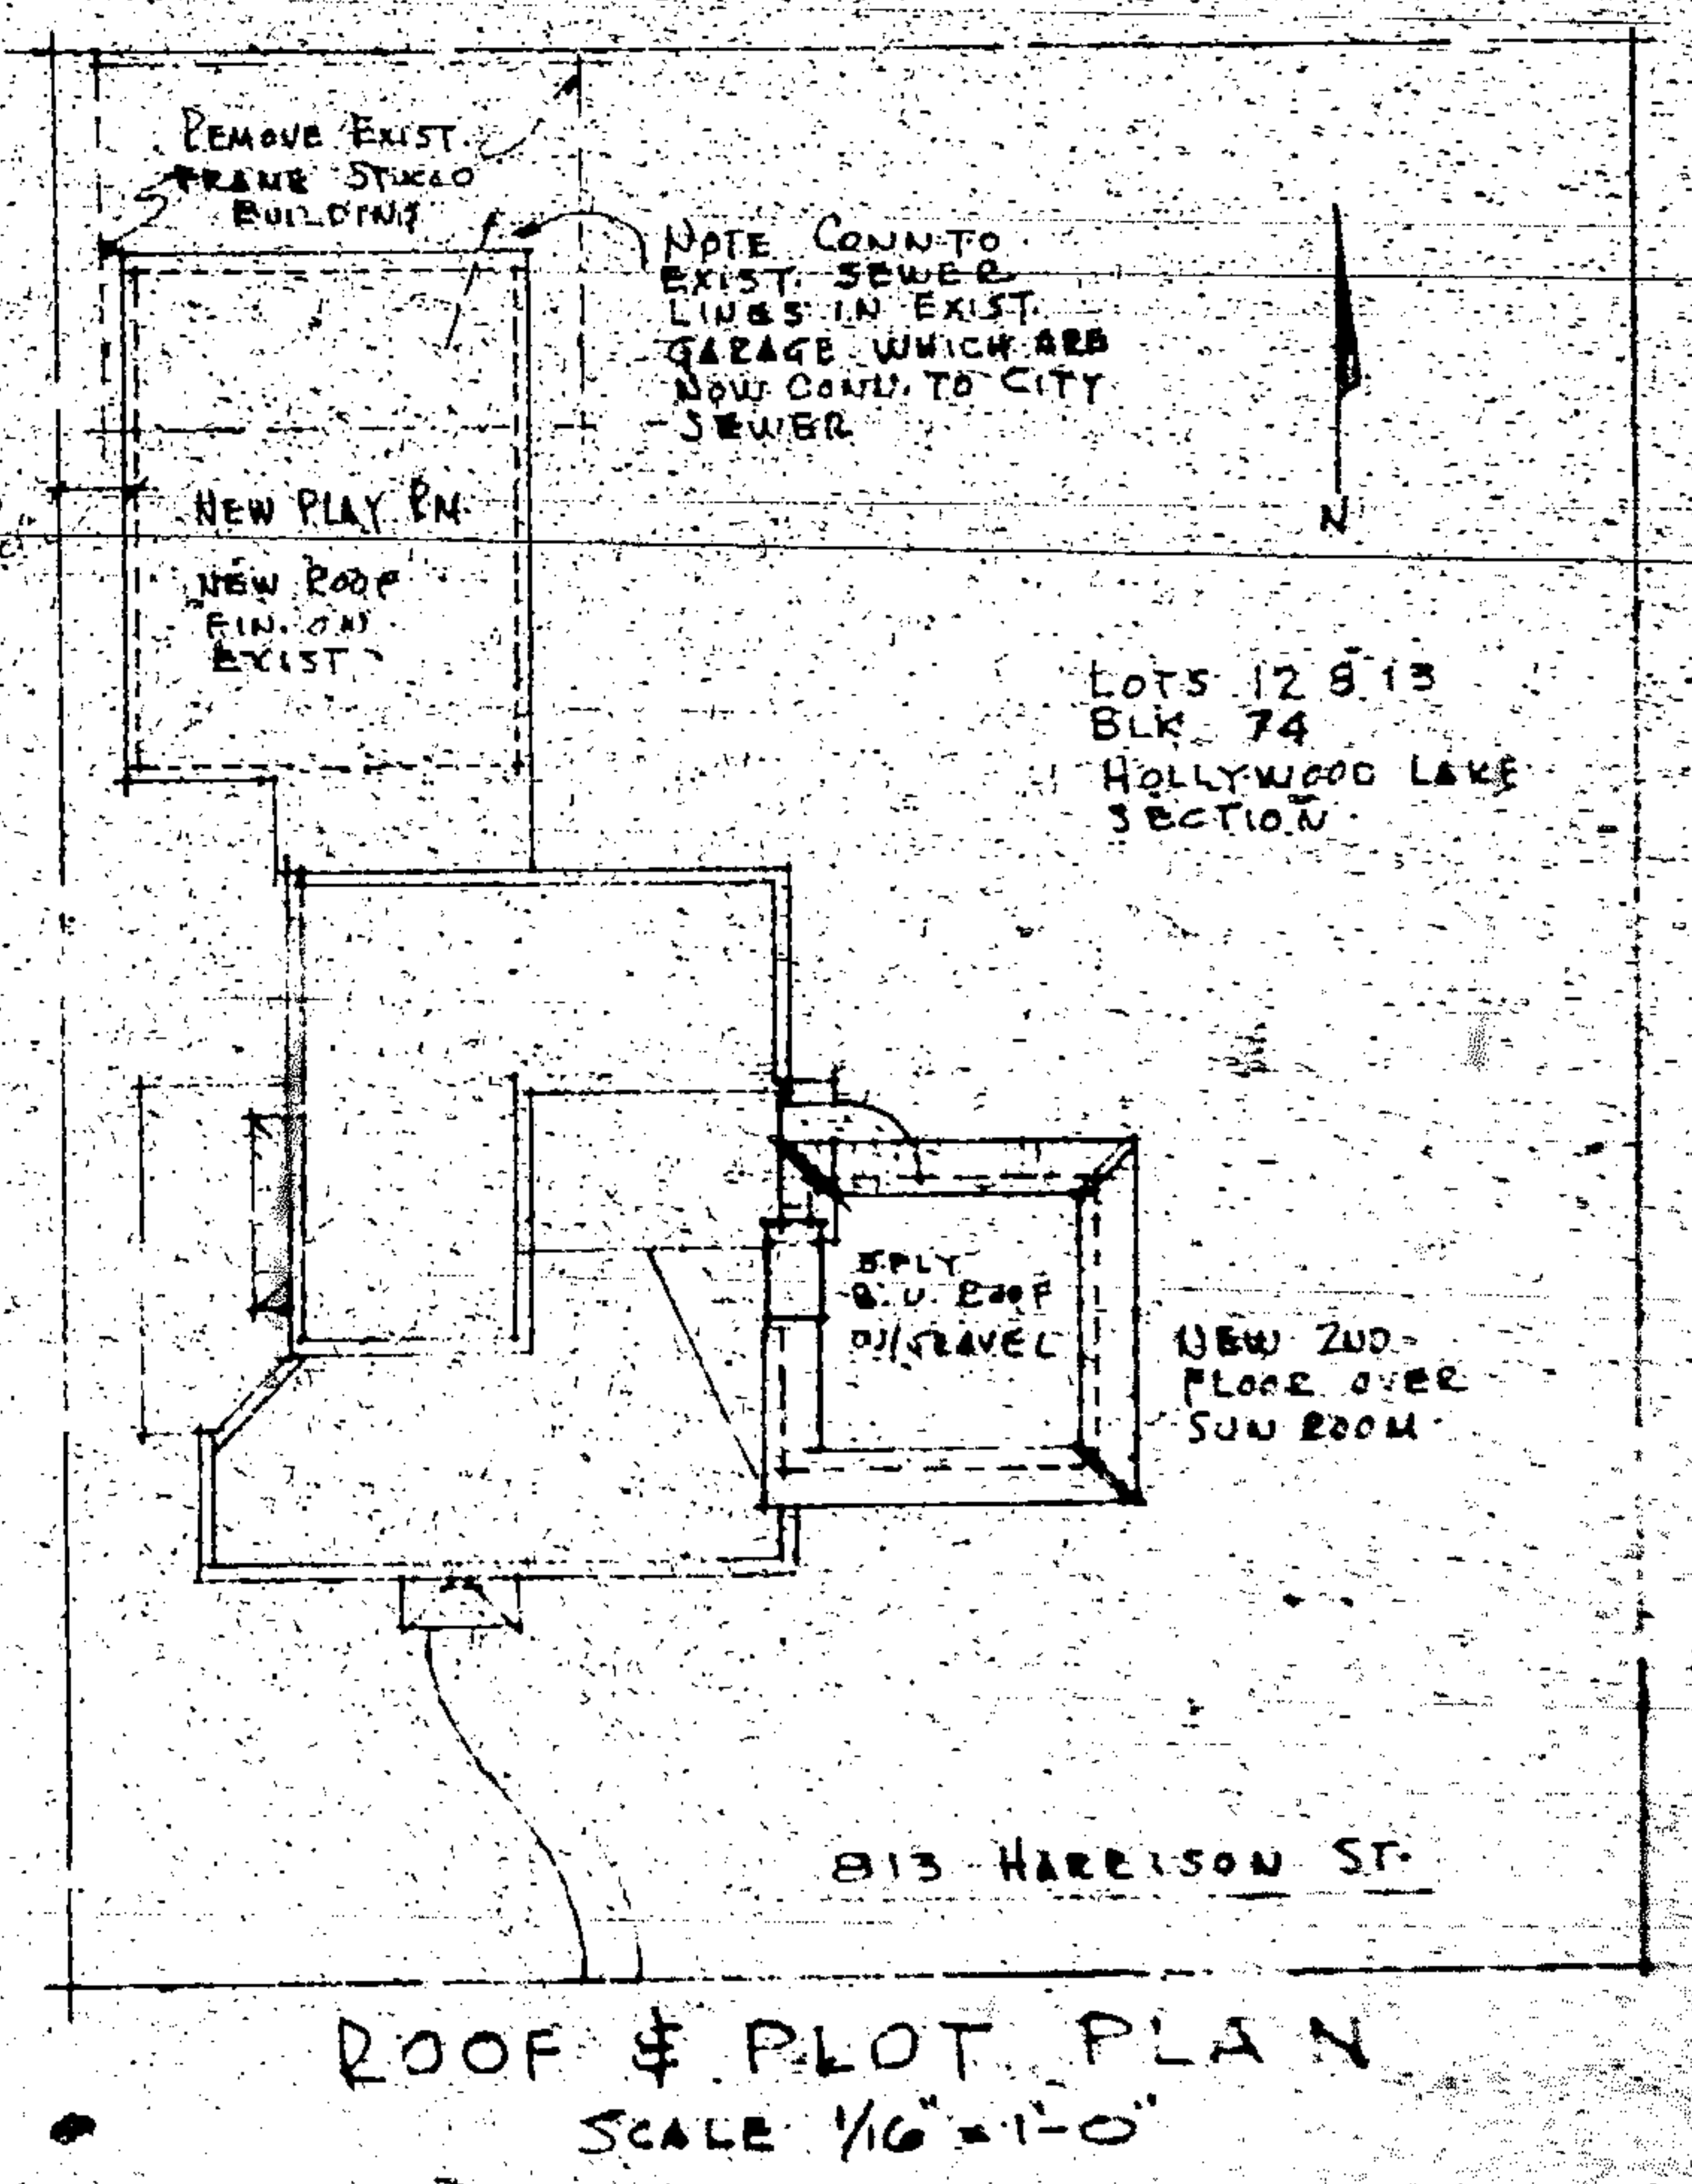 REMOVE EXIST.
FRAME STUCCO
BUILDING
NOTE CONN TO
EXIST. SEWER
LINES IN EXIST.
GARAGE WHICH ARE
NOW CONN. TO CITY
SEWER
N
NEW PLAY RM.
NEW ROOF
FIN. ON
EXIST.
LOTS 12 & 13
BLK 74
HOLLYWOOD LAKE
SECTION
5 PLY
B.U. ROOF
W/GRAVEL
NEW 2ND
FLOOR OVER
SUN ROOM
813 HARRISON ST.
ROOF & PLOT PLAN
SCALE 1/16" = 1'-0"